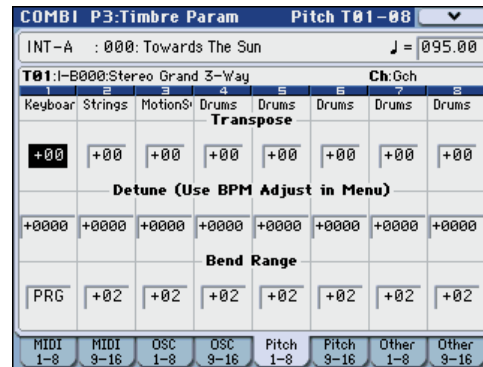 COMBI P3:Timbre Param Pitch T01-08
INT-A : 000: Towards The Sun ♩ = 095.00
T01:I-B000:Stereo Grand 3-Way Ch:Gch
1 2 3 4 5 6 7 8
Keyboar Strings MotionS Drums Drums Drums Drums Drums
Transpose
+00 +00 +00 +00 +00 +00 +00 +00
Detune (Use BPM Adjust in Menu)
+0000 +0000 +0000 +0000 +0000 +0000 +0000 +0000
Bend Range
PRG +02 +02 +02 +02 +02 +02 +02
MIDI 1-8 MIDI 9-16 OSC 1-8 OSC 9-16 Pitch 1-8 Pitch 9-16 Other 1-8 Other 9-16